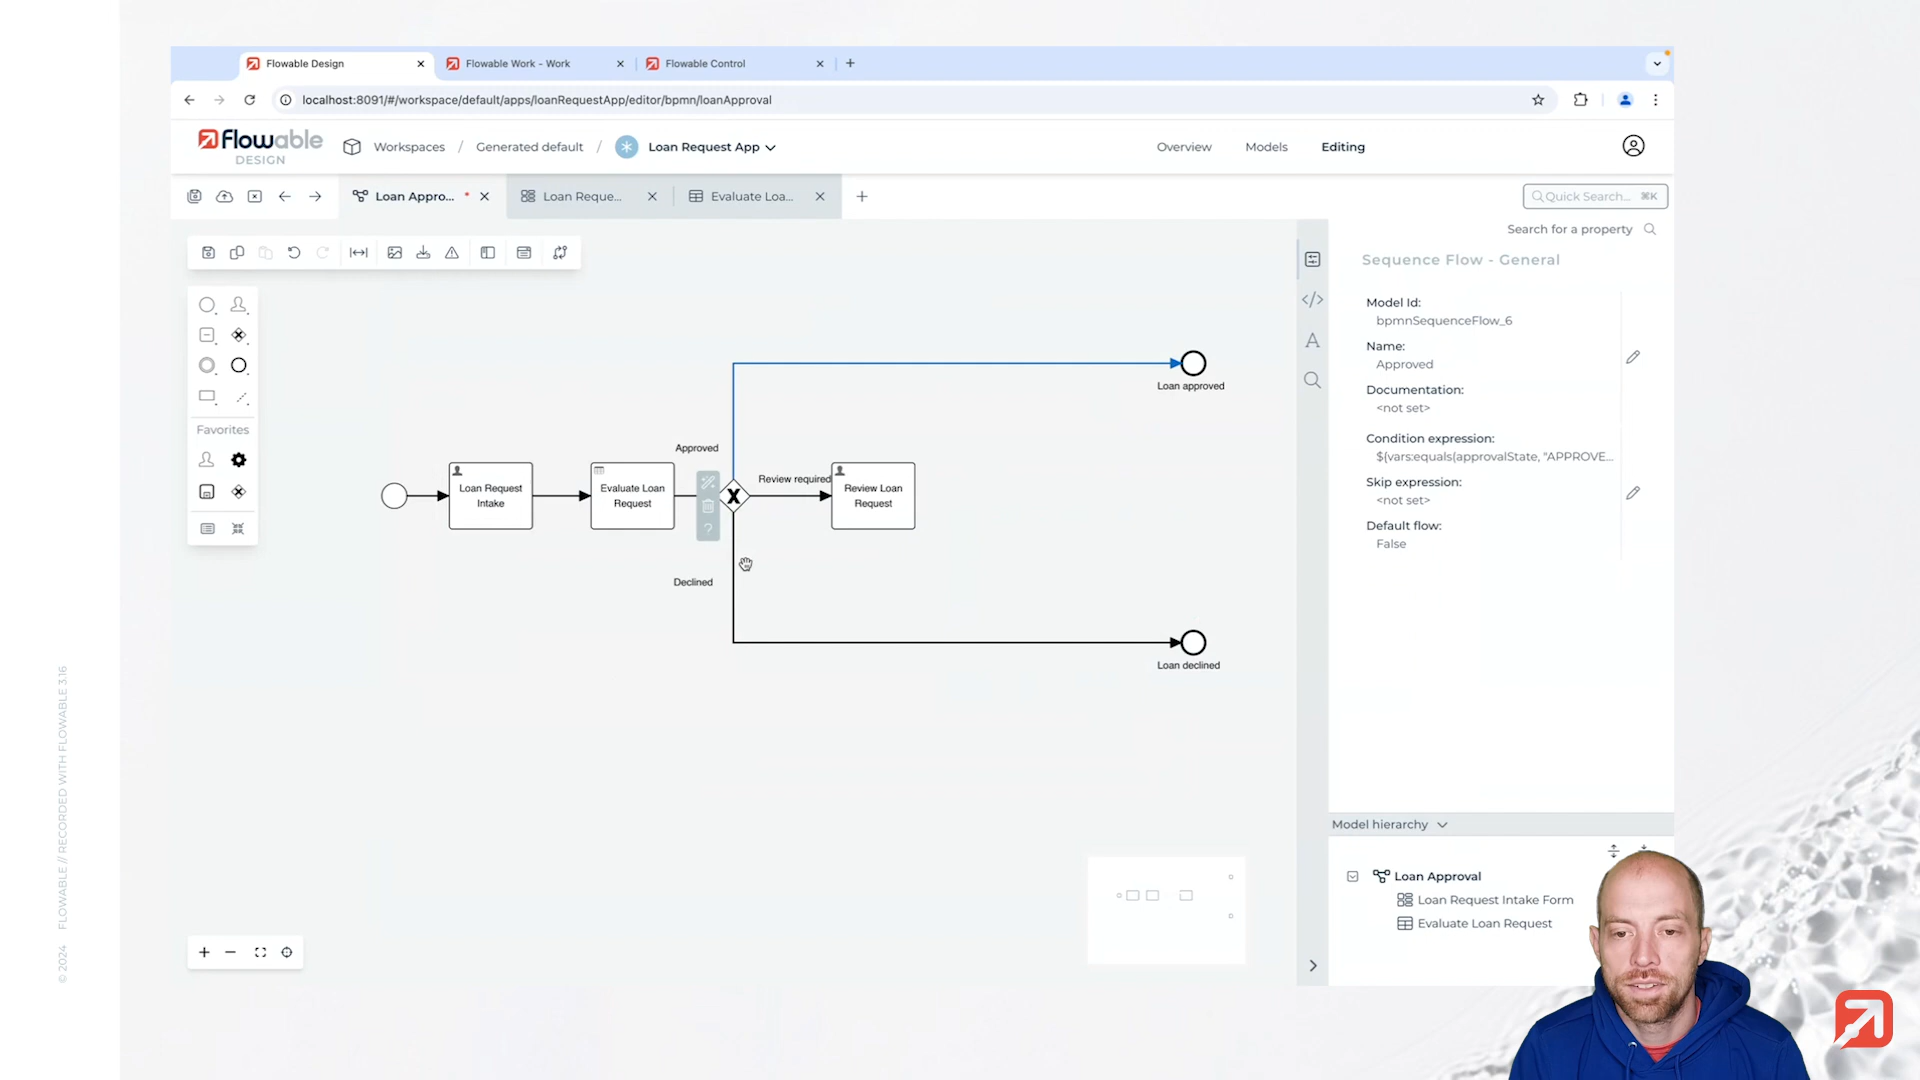 Flowable Design
Flowable Work - Work
Flowable Control
localhost:8091/#/workspace/default/apps/loanRequestApp/editor/bpmn/loanApproval
Flowable
DESIGN
Workspaces / Generated default / Loan Request App
Overview
Models
Editing
Loan Appro... *
Loan Reque...
Evaluate Loa...
Quick Search... ⌘K
Search for a property
Sequence Flow - General
Model Id:
bpmnSequenceFlow_6
Name:
Approved
Documentation:
<not set>
Condition expression:
${vars:equals(approvalState, "APPROVE...
Skip expression:
<not set>
Default flow:
False
Favorites
Loan approved
Approved
Review required
Loan Request
Intake
Evaluate Loan
Request
X
Review Loan
Request
Declined
Loan declined
Model hierarchy
Loan Approval
Loan Request Intake Form
Evaluate Loan Request
© 2024 FLOWABLE // RECORDED WITH FLOWABLE 3.16